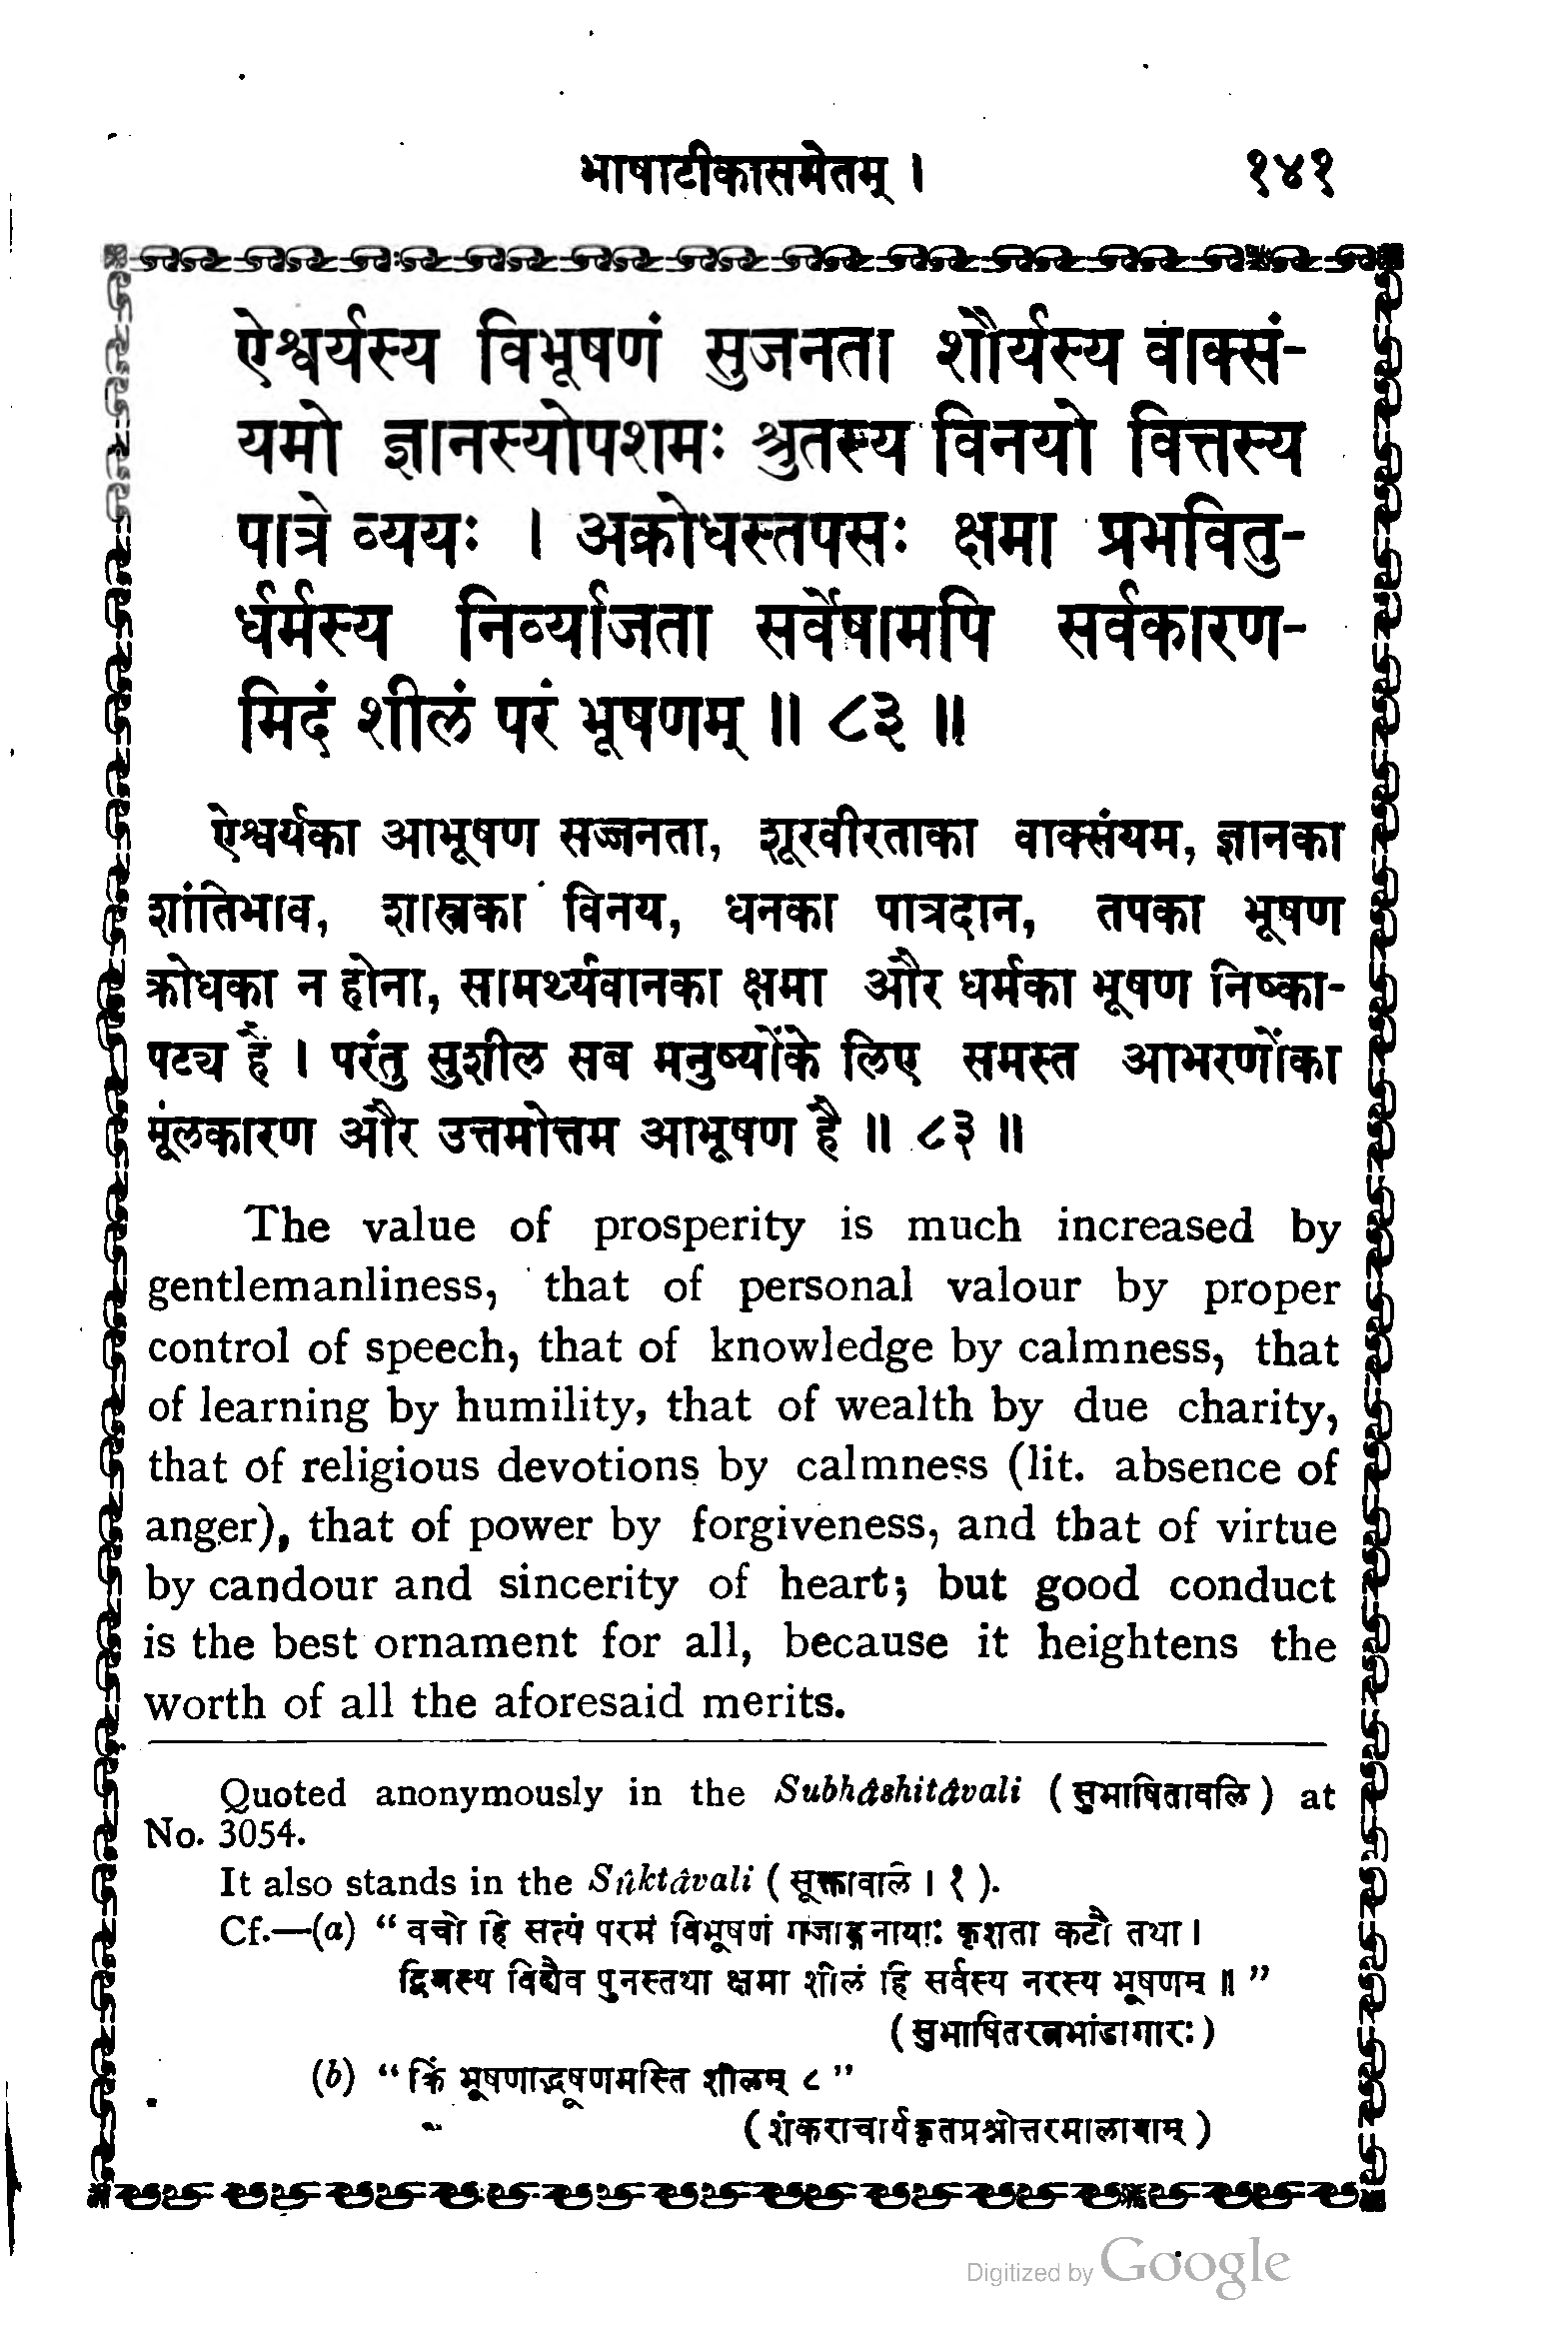 भाषाटीकासमेतम् । १४१
ऐश्वर्यस्य विभूषणं सुजनता शौर्यस्य वाक्सं-
यमो ज्ञानस्योपशमः श्रुतस्य विनयो वित्तस्य
पात्रे व्ययः । अक्रोधस्तपसः क्षमा प्रभवितु-
र्धर्मस्य निर्व्याजता सर्वेषामपि सर्वकारण-
मिदं शीलं परं भूषणम् ॥ ८३ ॥
ऐश्वर्यका आभूषण सज्जनता, शूरवीरताका वाक्संयम, ज्ञानका
शांतिभाव, शास्त्रका विनय, धनका पात्रदान, तपका भूषण
क्रोधका न होना, सामर्थ्यवानका क्षमा और धर्मका भूषण निष्का-
पट्य है । परंतु सुशील सब मनुष्योंके लिए समस्त आभरणोंका
मूलकारण और उत्तमोत्तम आभूषण है ॥ ८३ ॥
The value of prosperity is much increased by
gentlemanliness, that of personal valour by proper
control of speech, that of knowledge by calmness, that
of learning by humility, that of wealth by due charity,
that of religious devotions by calmness (lit. absence of
anger), that of power by forgiveness, and that of virtue
by candour and sincerity of heart; but good conduct
is the best ornament for all, because it heightens the
worth of all the aforesaid merits.
Quoted anonymously in the Subhâshitâvali ( सुभाषितावलि ) at
No. 3054.
It also stands in the Sûktâvali ( सूक्तावलि । १ ).
Cf.—(a) “ वचो हि सत्यं परमं विभूषणं गजाङ्गनायाः कृशता कटौ तथा ।
द्विजस्य विद्यैव पुनस्तथा क्षमा शीलं हि सर्वस्य नरस्य भूषणम् ॥ ”
( सुभाषितरत्नभांडागारः )
(b) “ किं भूषणाद्भूषणमस्ति शीलम् ८ ”
( शंकराचार्यकृतप्रश्नोत्तरमालायाम् )
Digitized by Google